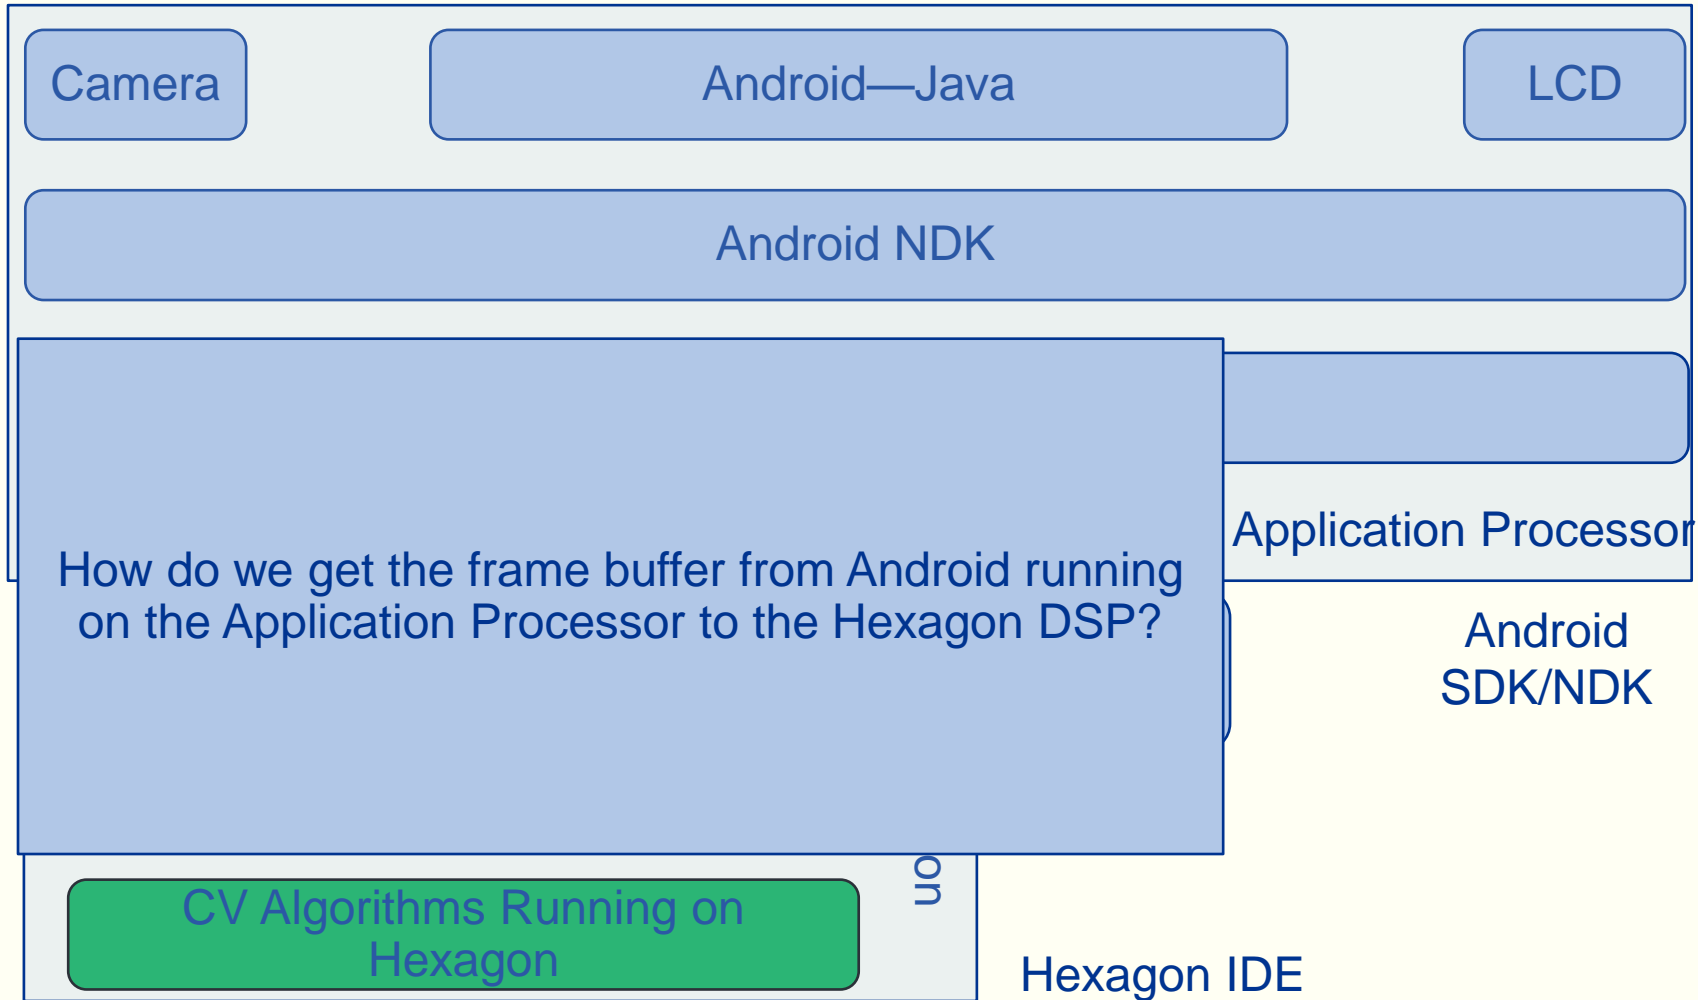 Camera
Android—Java
LCD
Android NDK
Application Processor
How do we get the frame buffer from Android running
on the Application Processor to the Hexagon DSP?
Android
SDK/NDK
on
CV Algorithms Running on
Hexagon
Hexagon IDE